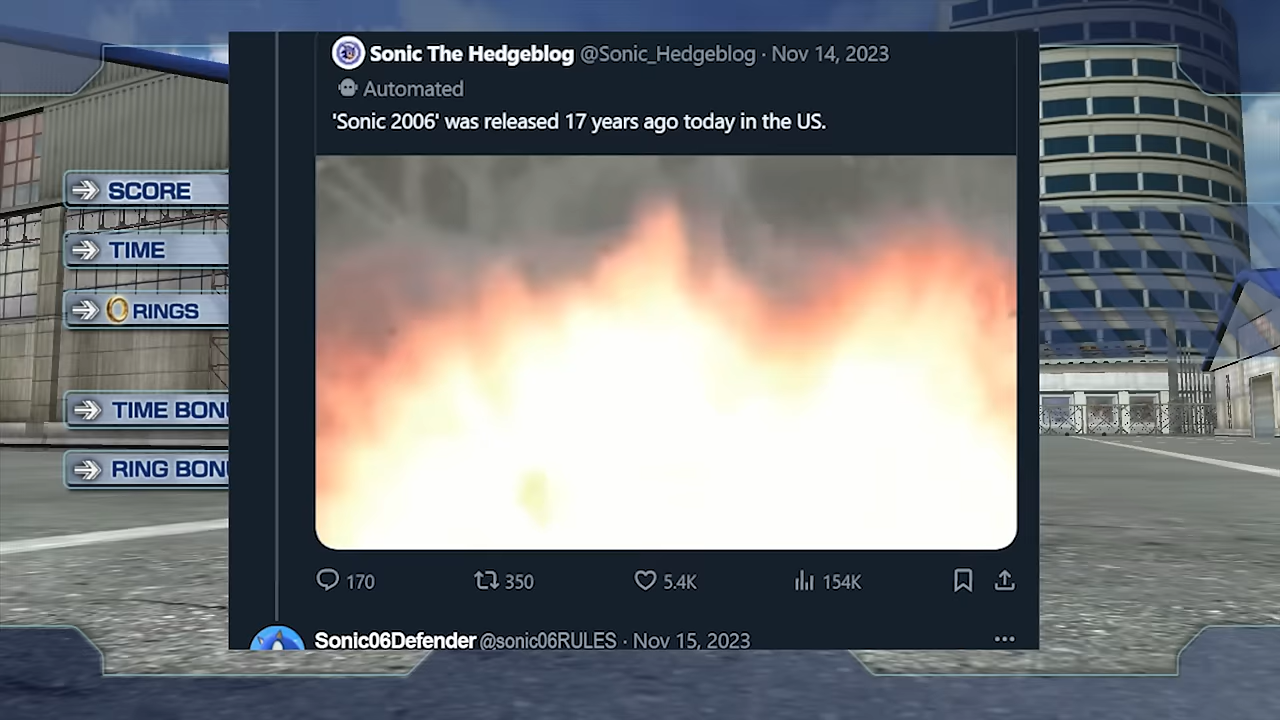 Sonic The Hedgeblog @Sonic_Hedgeblog · Nov 14, 2023
Automated
'Sonic 2006' was released 17 years ago today in the US.
SCORE
TIME
RINGS
TIME BON
RING BON
170 350 5.4K 154K
Sonic06Defender @sonic06RULES · Nov 15, 2023